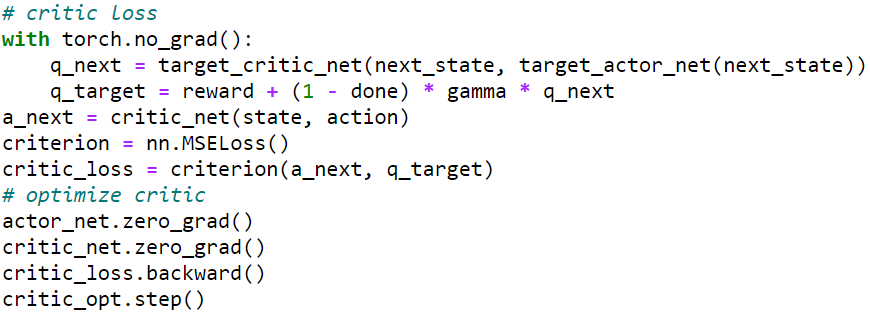 # critic loss
with torch.no_grad():
    q_next = target_critic_net(next_state, target_actor_net(next_state))
    q_target = reward + (1 - done) * gamma * q_next
a_next = critic_net(state, action)
criterion = nn.MSELoss()
critic_loss = criterion(a_next, q_target)
# optimize critic
actor_net.zero_grad()
critic_net.zero_grad()
critic_loss.backward()
critic_opt.step()